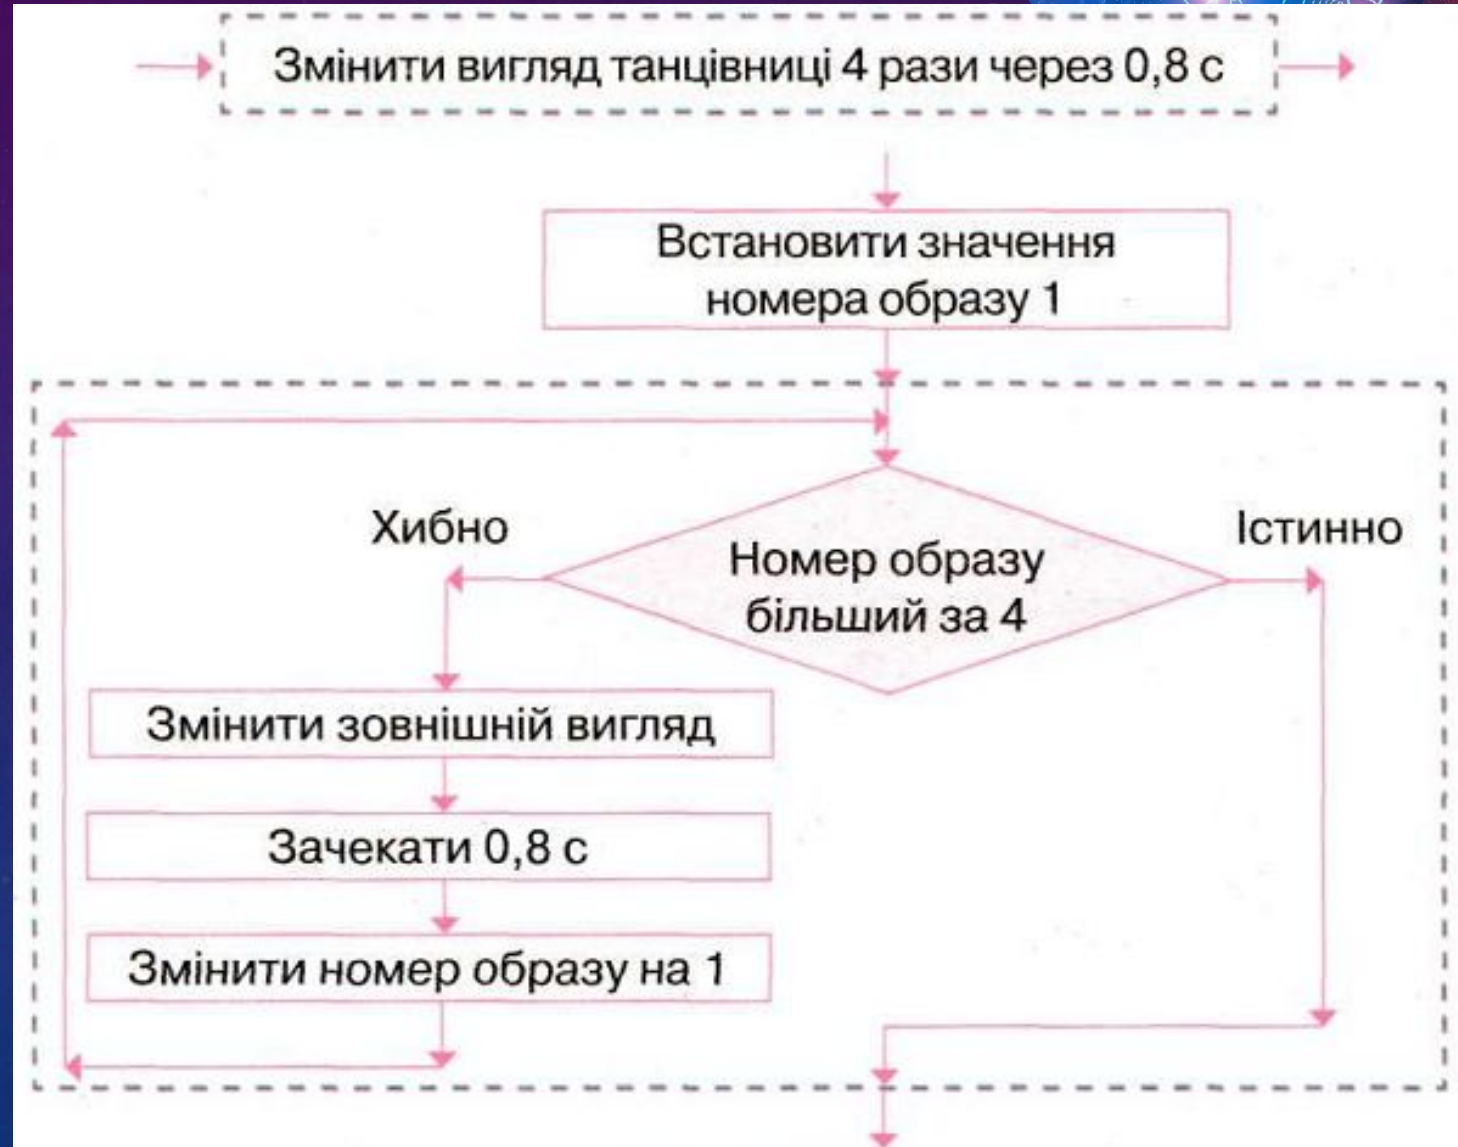 Змінити вигляд танцівниці 4 рази через 0,8 с
Встановити значення
номера образу 1
Хибно
Істинно
Номер образу
більший за 4
Змінити зовнішній вигляд
Зачекати 0,8 с
Змінити номер образу на 1